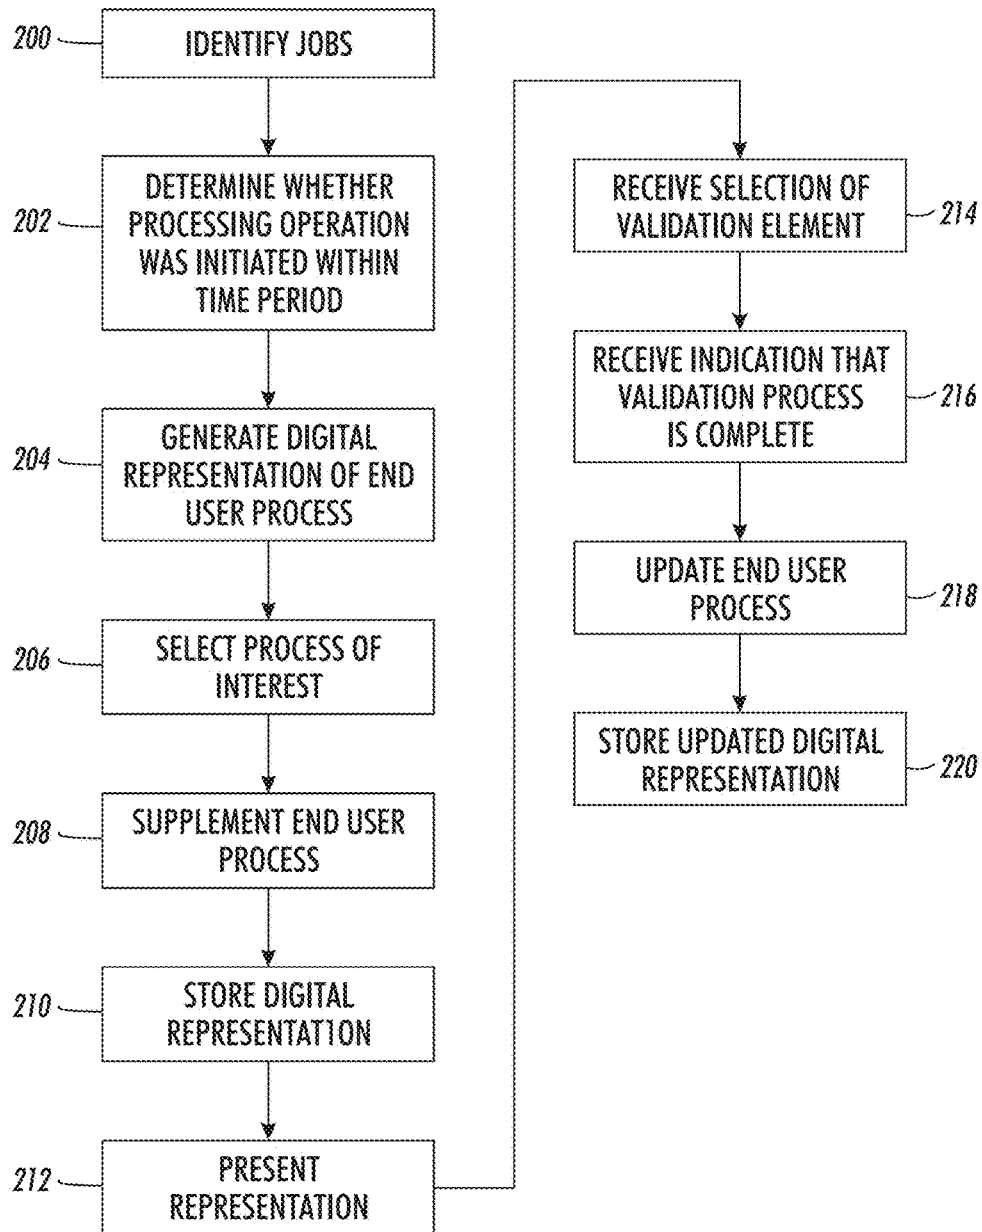 200
IDENTIFY JOBS
202
DETERMINE WHETHER
PROCESSING OPERATION
WAS INITIATED WITHIN
TIME PERIOD
204
GENERATE DIGITAL
REPRESENTATION OF END
USER PROCESS
206
SELECT PROCESS OF
INTEREST
208
SUPPLEMENT END USER
PROCESS
210
STORE DIGITAL
REPRESENTATION
212
PRESENT
REPRESENTATION
RECEIVE SELECTION OF
VALIDATION ELEMENT
214
RECEIVE INDICATION THAT
VALIDATION PROCESS
IS COMPLETE
216
UPDATE END USER
PROCESS
218
STORE UPDATED DIGITAL
REPRESENTATION
220